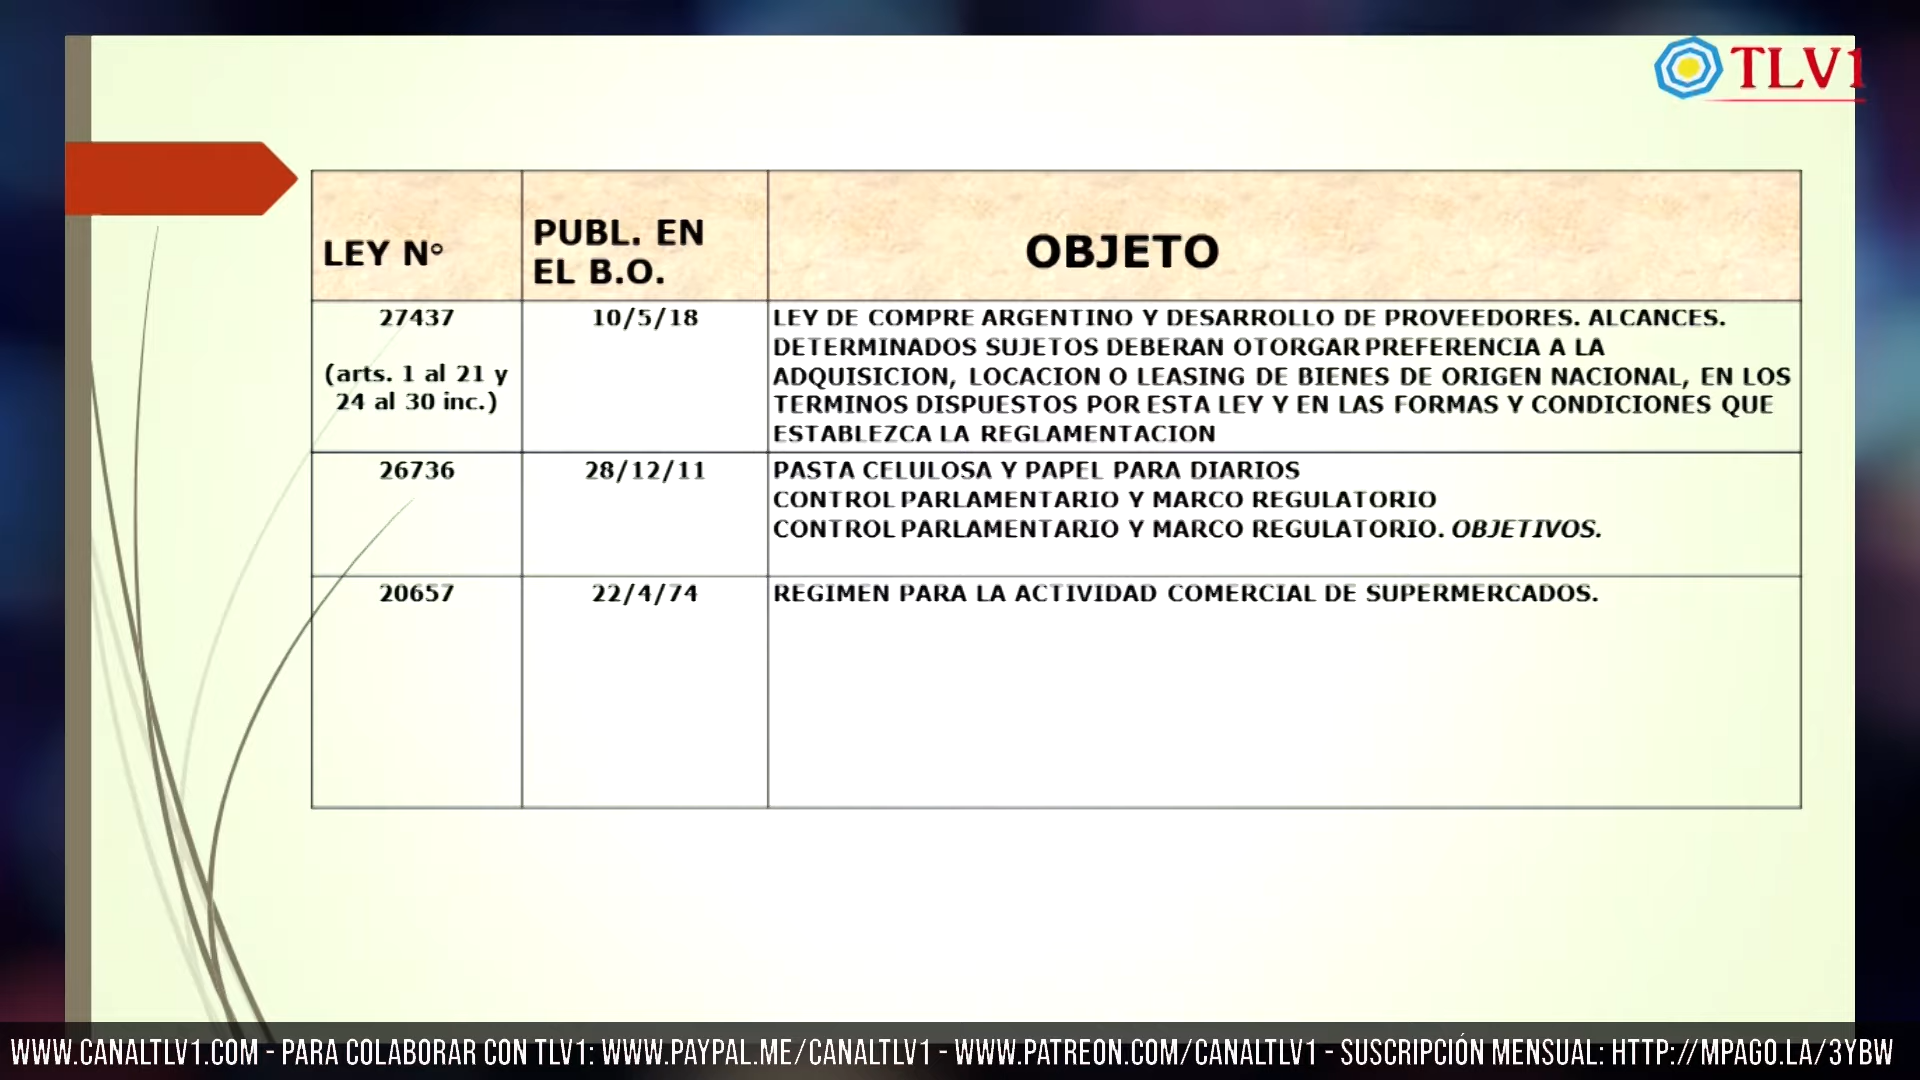 TLV1
LEY N°
PUBL. EN
EL B.O.
OBJETO
27437
(arts. 1 al 21 y
24 al 30 inc.)
10/5/18
LEY DE COMPRE ARGENTINO Y DESARROLLO DE PROVEEDORES. ALCANCES.
DETERMINADOS SUJETOS DEBERAN OTORGAR PREFERENCIA A LA
ADQUISICION, LOCACION O LEASING DE BIENES DE ORIGEN NACIONAL, EN LOS
TERMINOS DISPUESTOS POR ESTA LEY Y EN LAS FORMAS Y CONDICIONES QUE
ESTABLEZCA LA REGLAMENTACION
26736
28/12/11
PASTA CELULOSA Y PAPEL PARA DIARIOS
CONTROL PARLAMENTARIO Y MARCO REGULATORIO
CONTROL PARLAMENTARIO Y MARCO REGULATORIO. OBJETIVOS.
20657
22/4/74
REGIMEN PARA LA ACTIVIDAD COMERCIAL DE SUPERMERCADOS.
WWW.CANALTLV1.COM - PARA COLABORAR CON TLV1: WWW.PAYPAL.ME/CANALTLV1 - WWW.PATREON.COM/CANALTLV1 - SUSCRIPCIÓN MENSUAL: HTTP://MPAGO.LA/3YBW